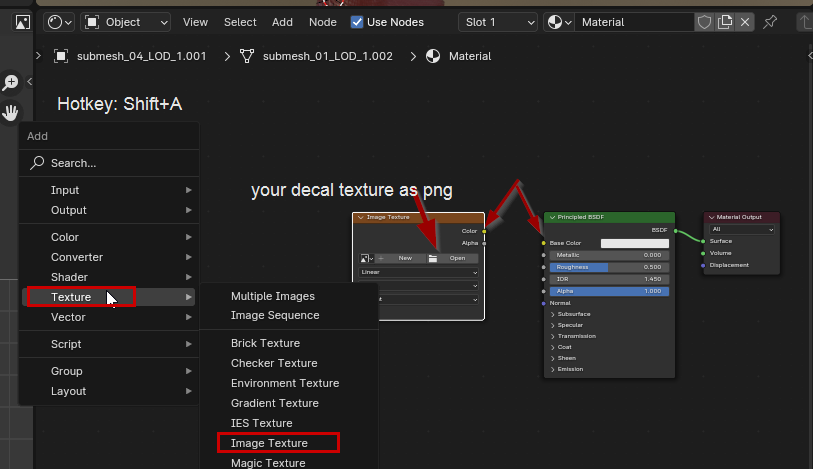 Object View Select Add Node Use Nodes Slot 1 Material
submesh_04_LOD_1.001 > submesh_01_LOD_1.002 > Material
Hotkey: Shift+A
Add
Search...
Input
Output
Color
Converter
Shader
Texture
Vector
Script
Group
Layout
Multiple Images
Image Sequence
Brick Texture
Checker Texture
Environment Texture
Gradient Texture
IES Texture
Image Texture
Magic Texture
your decal texture as png
Image Texture
Color
Alpha
New Open
Linear
Principled BSDF
BSDF
Base Color
Metallic 0.000
Roughness 0.500
IOR 1.450
Alpha 1.000
Normal
Subsurface
Specular
Transmission
Coat
Sheen
Emission
Material Output
All
Surface
Volume
Displacement